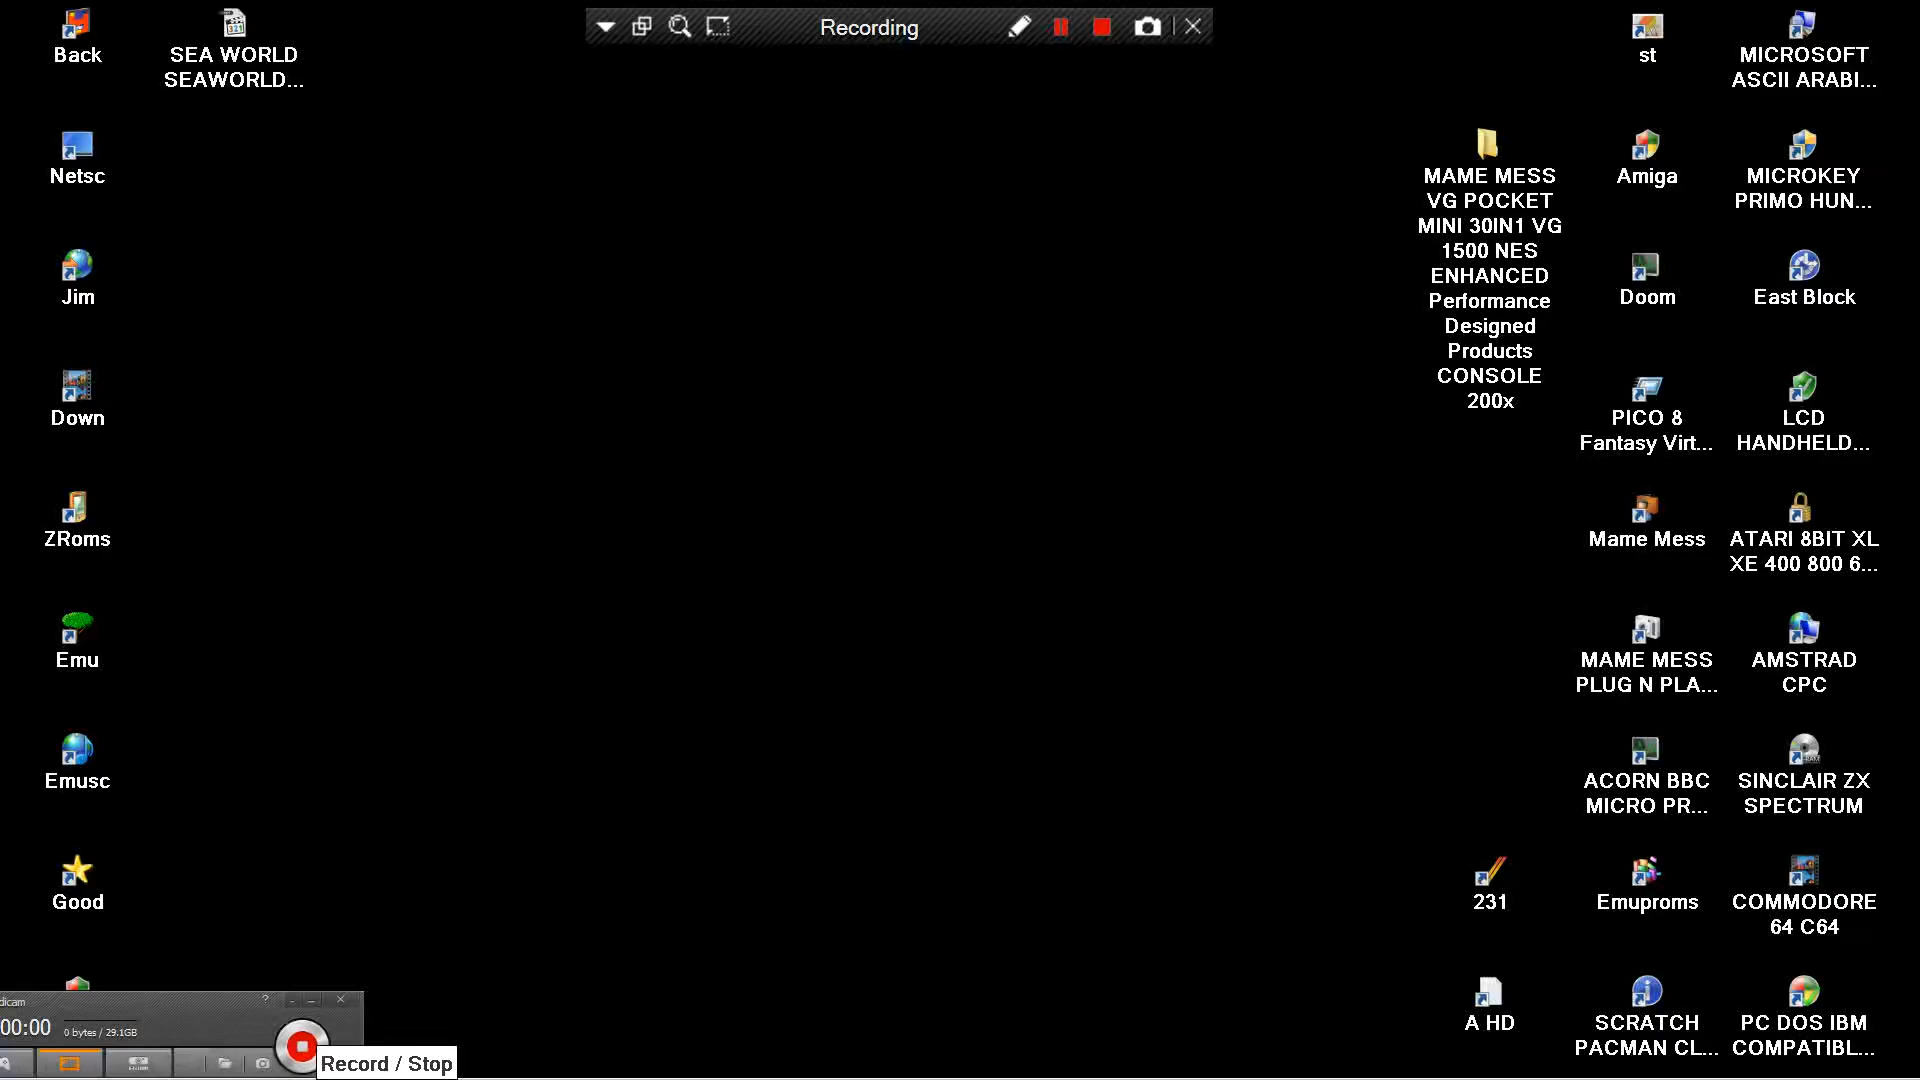 Recording
Back
SEA WORLD
SEAWORLD...
Netsc
Jim
Down
ZRoms
Emu
Emusc
Good
MAME MESS
VG POCKET
MINI 30IN1 VG
1500 NES
ENHANCED
Performance
Designed
Products
CONSOLE
200x
231
A HD
st
Amiga
Doom
PICO 8
Fantasy Virt...
Mame Mess
MAME MESS
PLUG N PLA...
ACORN BBC
MICRO PR...
Emuproms
SCRATCH
PACMAN CL...
MICROSOFT
ASCII ARABI...
MICROKEY
PRIMO HUN...
East Block
LCD
HANDHELD...
ATARI 8BIT XL
XE 400 800 6...
AMSTRAD
CPC
SINCLAIR ZX
SPECTRUM
COMMODORE
64 C64
PC DOS IBM
COMPATIBL...
dicam
00:00
0 bytes / 29.1GB
Record / Stop